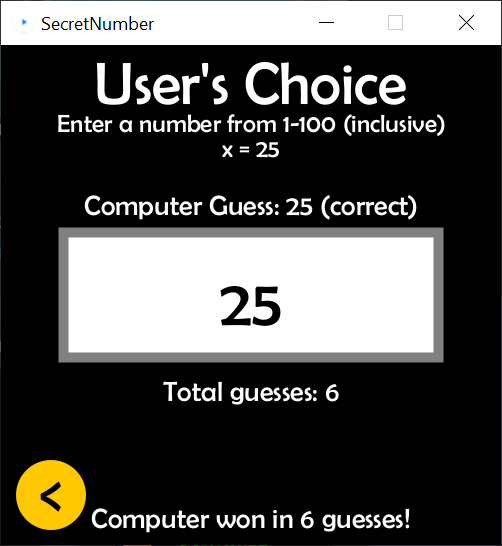 SecretNumber
User's Choice
Enter a number from 1-100 (inclusive)
x = 25
Computer Guess: 25 (correct)
25
Total guesses: 6
<
Computer won in 6 guesses!